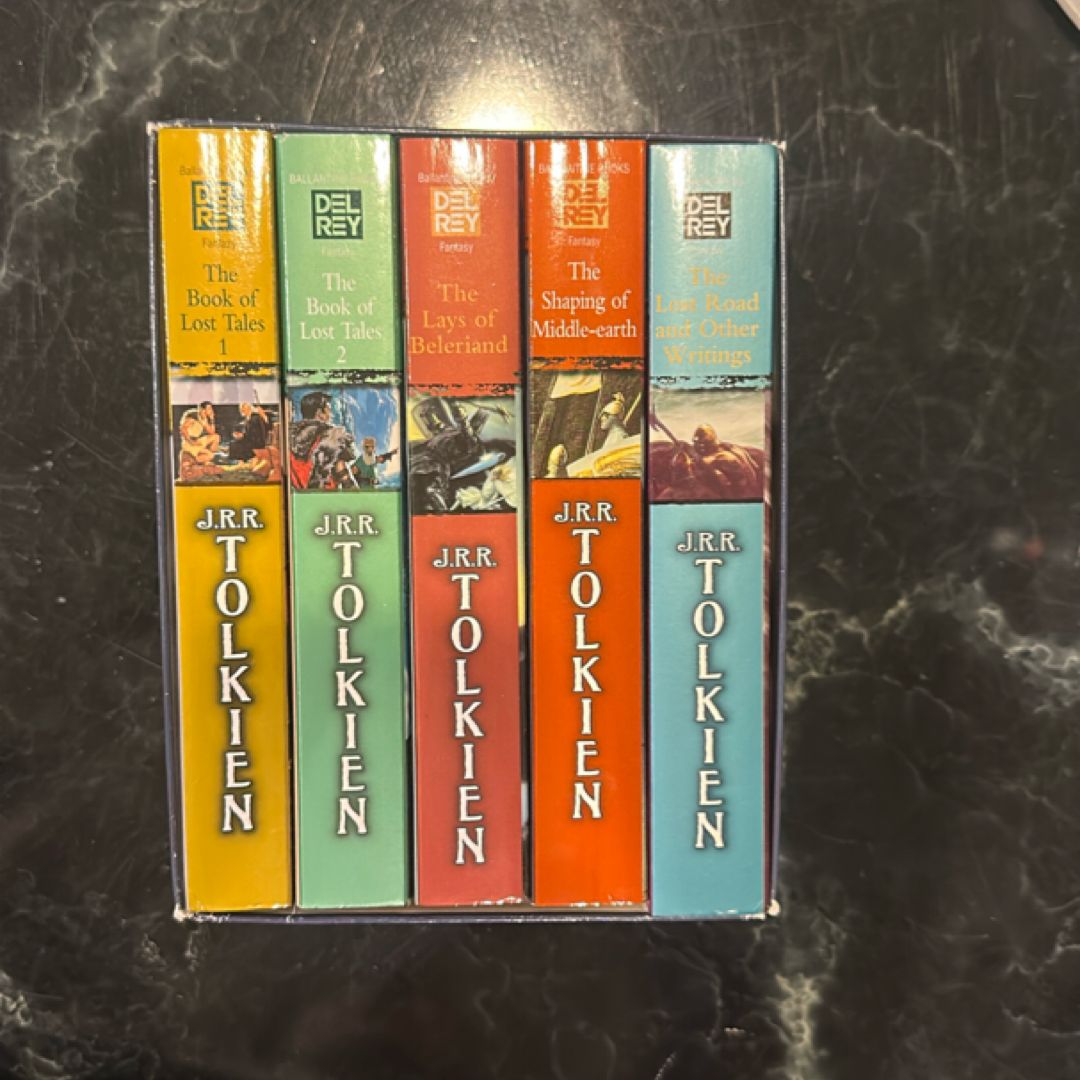 DEL
REY
Fantasy
The
Book of
Lost Tales
1
J.R.R.
TOLKIEN
DEL
REY
Fantasy
The
Book of
Lost Tales
2
J.R.R.
TOLKIEN
DEL
REY
Fantasy
The
Lays of
Beleriand
J.R.R.
TOLKIEN
BALLANTINE BOOKS
DEL
REY
Fantasy
The
Shaping of
Middle-earth
J.R.R.
TOLKIEN
DEL
REY
The
Lost Road
and Other
Writings
J.R.R.
TOLKIEN